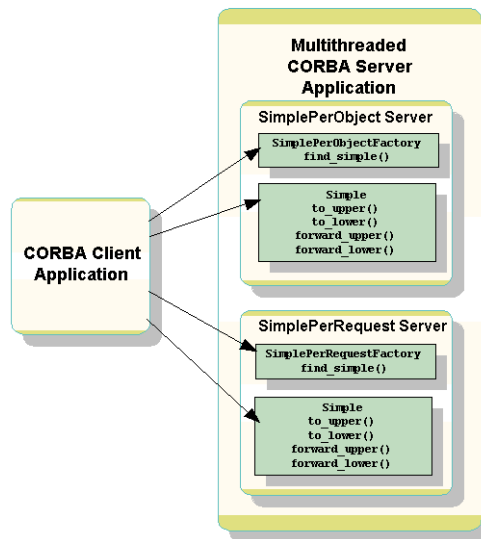 Multithreaded
CORBA Server
Application
SimplePerObject Server
SimplePerObjectFactory
find_simple()
Simple
to_upper()
to_lower()
forward_upper()
forward_lower()
CORBA Client
Application
SimplePerRequest Server
SimplePerRequestFactory
find_simple()
Simple
to_upper()
to_lower()
forward_upper()
forward_lower()